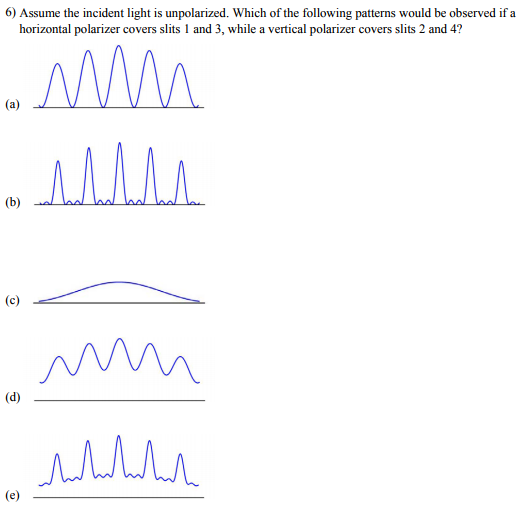 6) Assume the incident light is unpolarized. Which of the following patterns would be observed if a
horizontal polarizer covers slits 1 and 3, while a vertical polarizer covers slits 2 and 4?
(a)
(b)
(c)
(d)
(e)